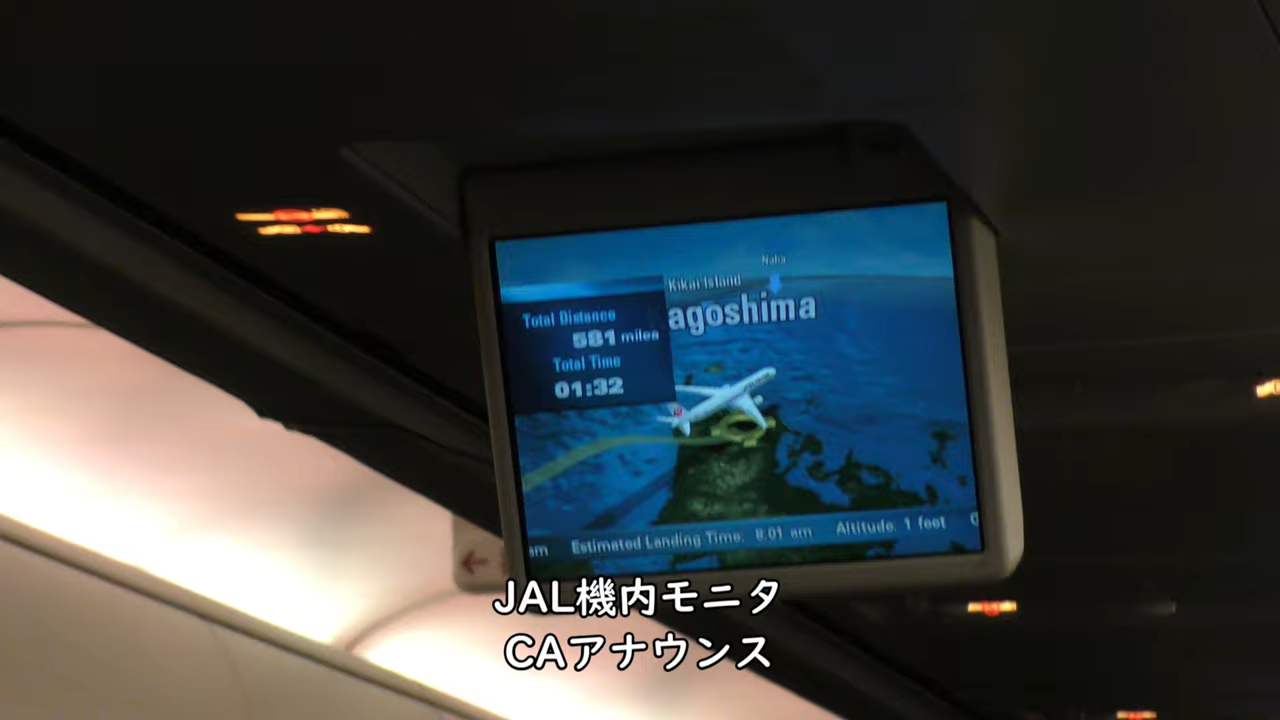 Naha
Kikai Island
agoshima
Total Distance
581 miles
Total Time
01:32
am Estimated Landing Time: 8:01 am Altitude: 1 feet
JAL機内モニタ
CAアナウンス